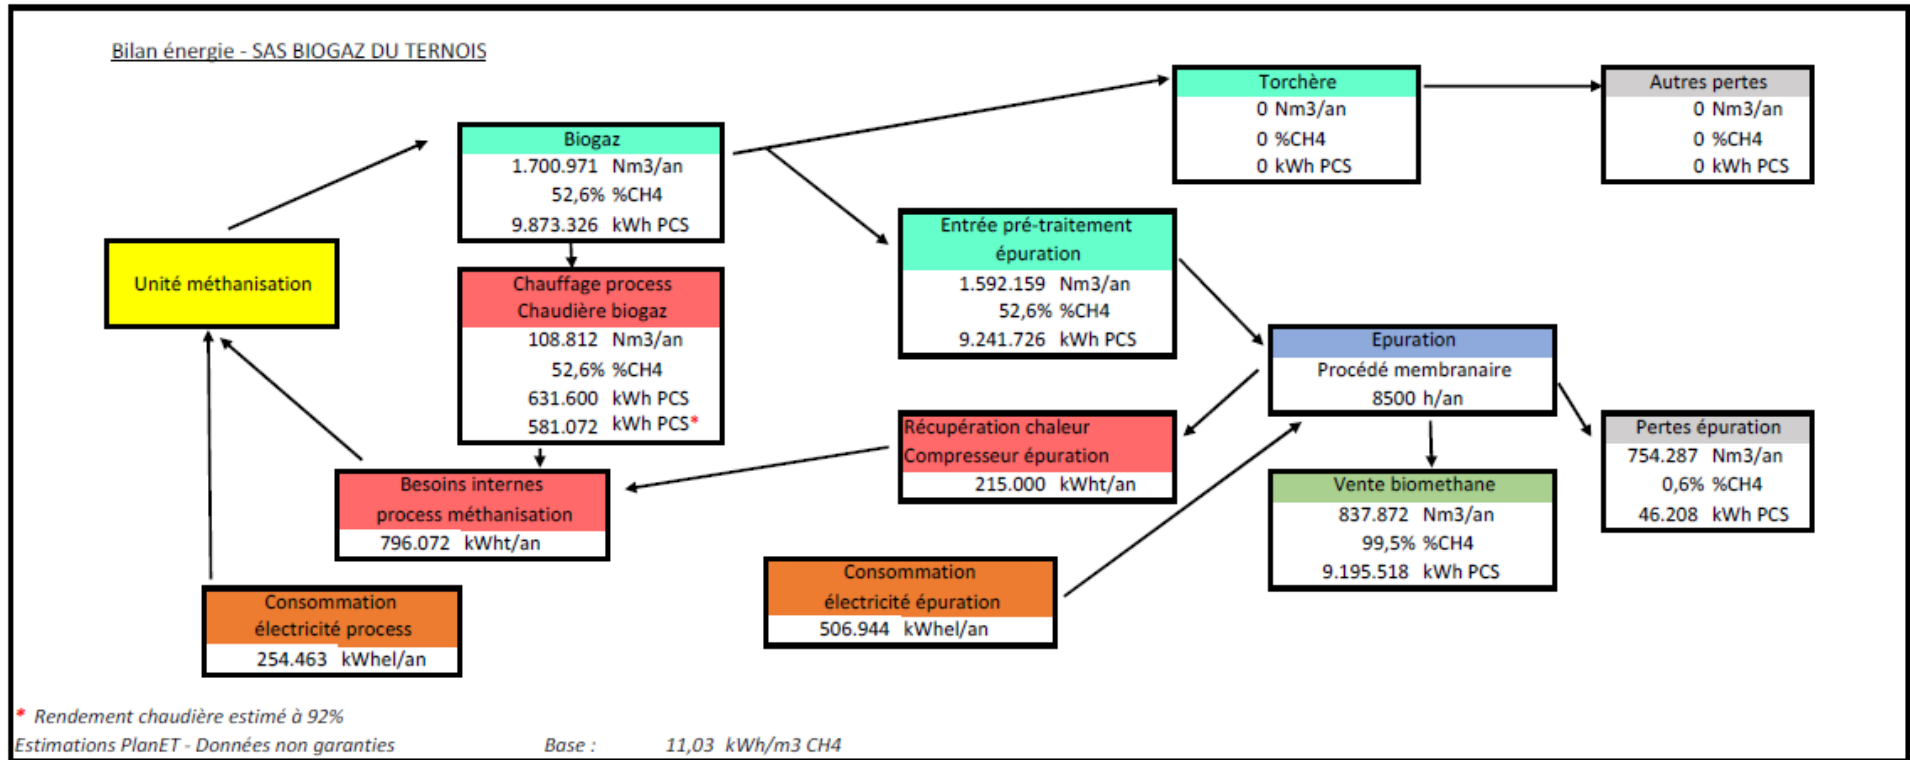 Bilan énergie - SAS BIOGAZ DU TERNOIS
Torchère
0 Nm3/an
0 %CH4
0 kWh PCS
Autres pertes
0 Nm3/an
0 %CH4
0 kWh PCS
Biogaz
1.700.971 Nm3/an
52,6% %CH4
9.873.326 kWh PCS
Entrée pré-traitement
épuration
1.592.159 Nm3/an
52,6% %CH4
9.241.726 kWh PCS
Unité méthanisation
Chauffage process
Chaudière biogaz
108.812 Nm3/an
52,6% %CH4
631.600 kWh PCS
581.072 kWh PCS*
Epuration
Procédé membranaire
8500 h/an
Récupération chaleur
Compresseur épuration
215.000 kWht/an
Pertes épuration
754.287 Nm3/an
0,6% %CH4
46.208 kWh PCS
Besoins internes
process méthanisation
796.072 kWht/an
Vente biomethane
837.872 Nm3/an
99,5% %CH4
9.195.518 kWh PCS
Consommation
électricité épuration
506.944 kWhel/an
Consommation
électricité process
254.463 kWhel/an
* Rendement chaudière estimé à 92%
Estimations PlanET - Données non garanties Base : 11,03 kWh/m3 CH4